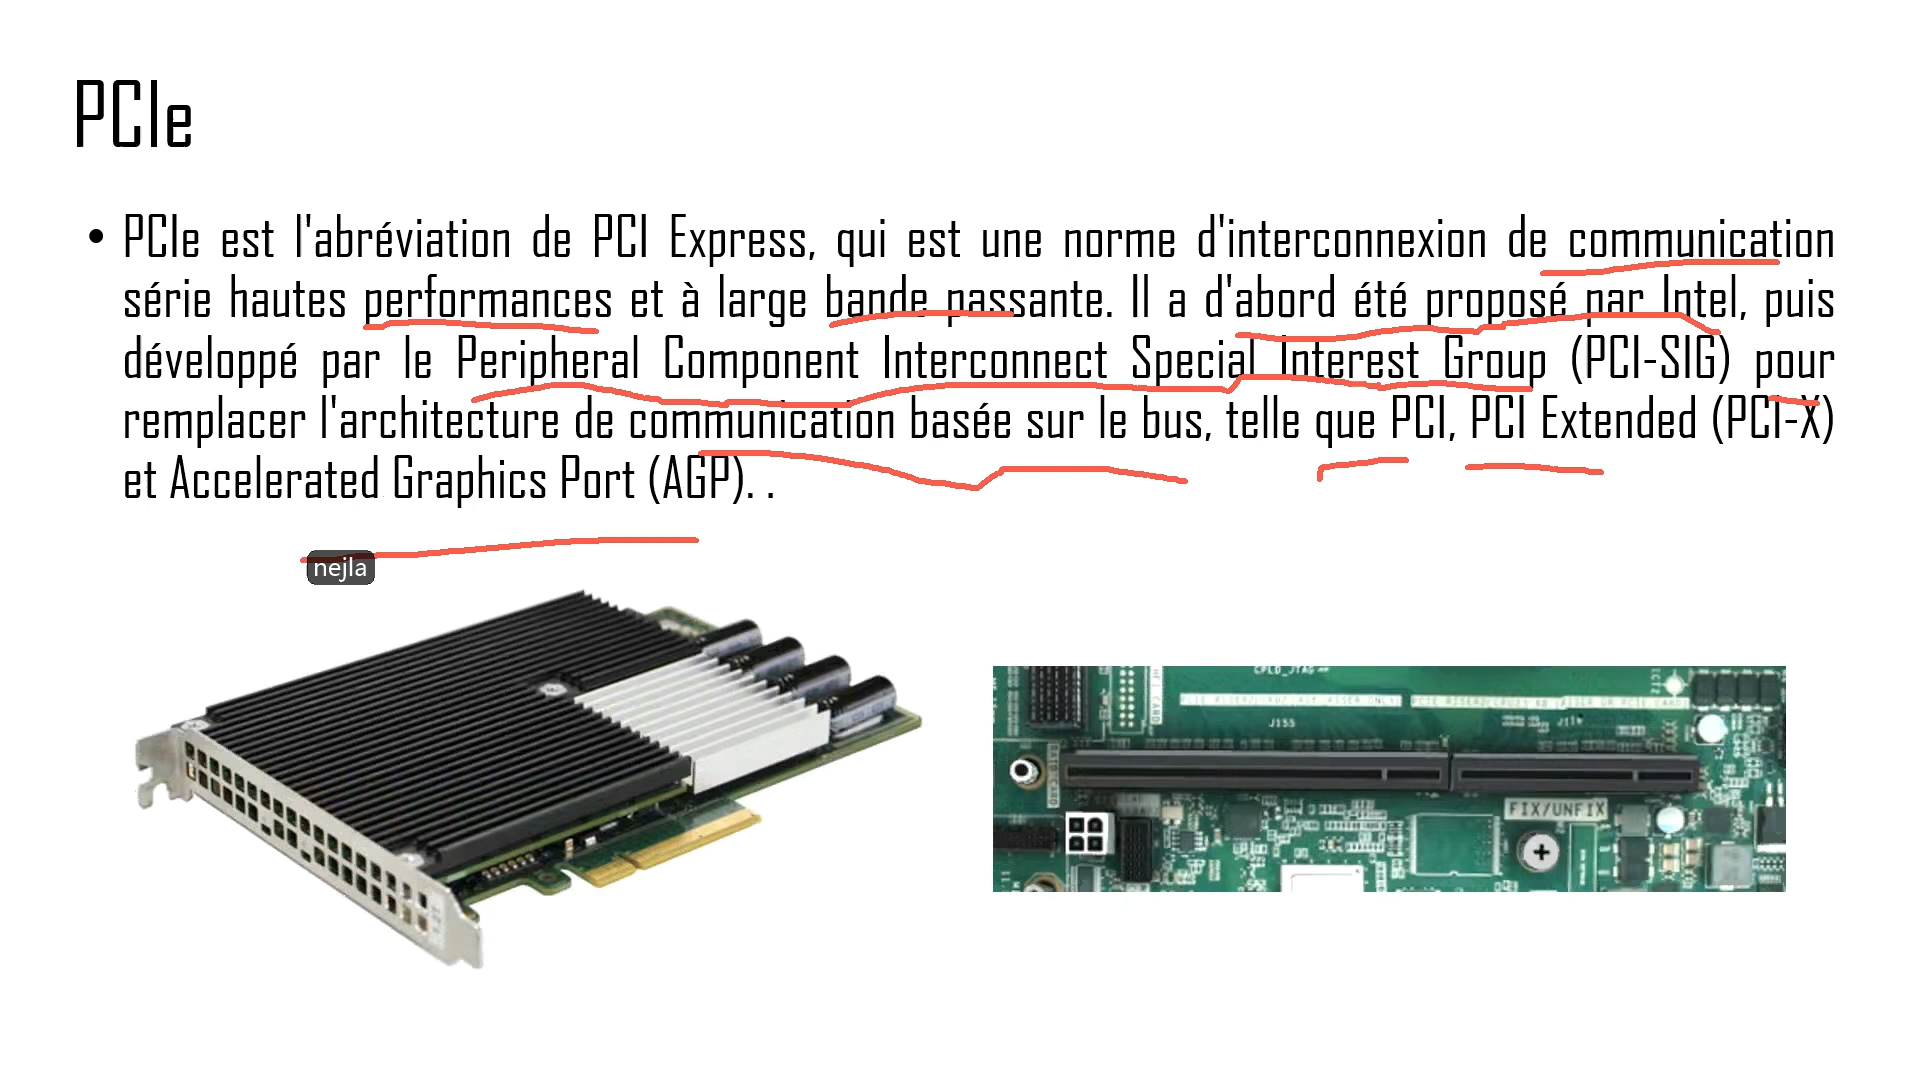 PCIe
• PCIe est l'abréviation de PCI Express, qui est une norme d'interconnexion de communication
série hautes performances et à large bande passante. Il a d'abord été proposé par Intel, puis
développé par le Peripheral Component Interconnect Special Interest Group (PCI-SIG) pour
remplacer l'architecture de communication basée sur le bus, telle que PCI, PCI Extended (PCI-X)
et Accelerated Graphics Port (AGP). .
nejla
CPLD_JTAG
J155
FIX/UNFIX